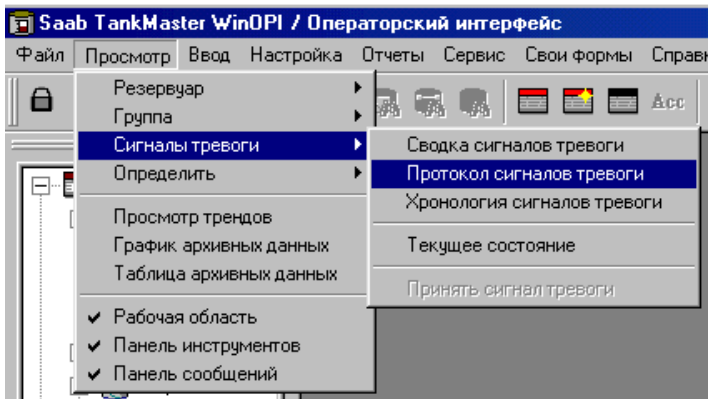 Saab TankMaster WinOPI / Операторский интерфейс
Файл Просмотр Ввод Настройка Отчеты Сервис Свои формы
Acc
Резервуар
Группа
Сигналы тревоги
Определить
Просмотр трендов
График архивных данных
Таблица архивных данных
Рабочая область
Панель инструментов
Панель сообщений
Сводка сигналов тревоги
Протокол сигналов тревоги
Хронология сигналов тревоги
Текущее состояние
Принять сигнал тревоги